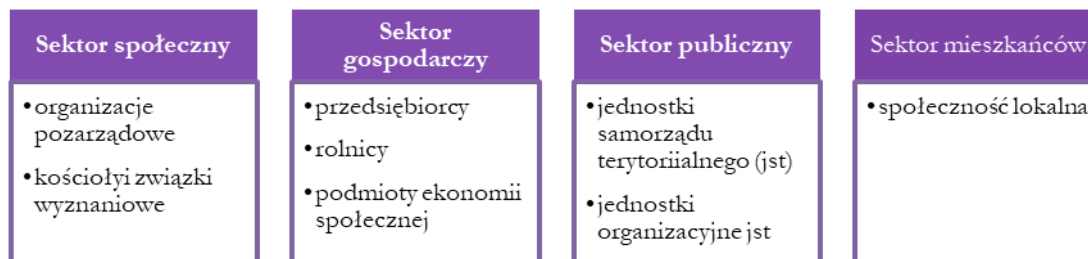 Sektor społeczny
•organizacje
pozarządowe
•kościołyi związki
wyznaniowe
Sektor
gospodarczy
•przedsiębiorcy
•rolnicy
•podmioty ekonomii
społecznej
Sektor publiczny
•jednostki
samorządu
terytoriialnego (jst)
•jednostki
organizacyjne jst
Sektor mieszkańców
•społeczność lokalna